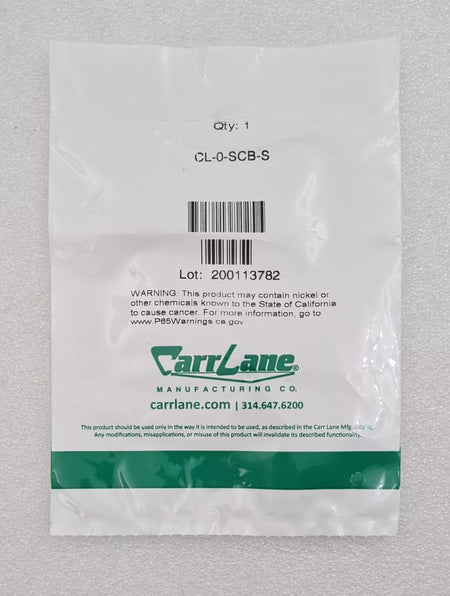 Qty: 1
CL-0-SCB-S
Lot: 200113782
WARNING: This product may contain nickel or
other chemicals known to the State of California
to cause cancer. For more information, go to
www.P65Warnings.ca.gov
CarrLane®
MANUFACTURING CO.
carrlane.com | 314.647.6200
This product should be used only in the way it is intended to be used, as described in the Carr Lane Mfg. Catalog.
Any modifications, misapplications, or misuse of this product will invalidate its described functionality.